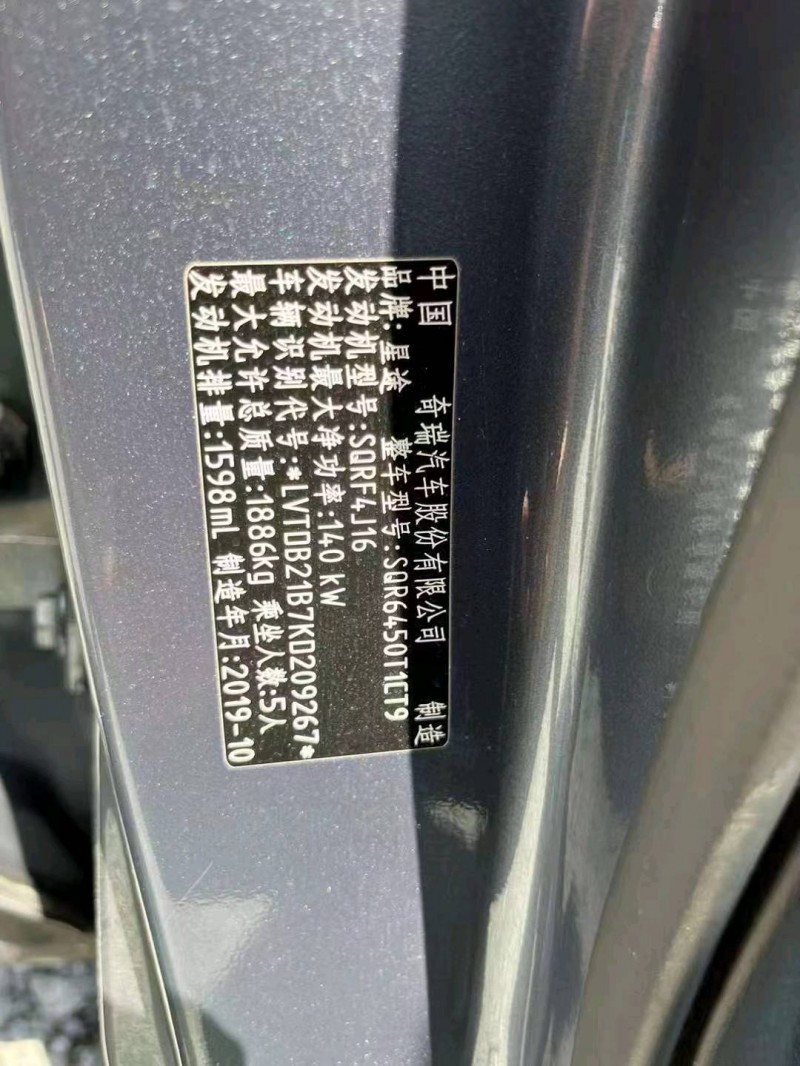 中国 奇瑞汽车股份有限公司 制造
品牌:星途 整车型号:SQR6450T1CT9
发动机型号:SQRF4J16
发动机最大净功率:140 kW
车辆识别代号:*LVTDB21B7KD209267*
最大允许总质量:1886kg 乘坐人数:5人
发动机排量:1598mL 制造年月:2019-10